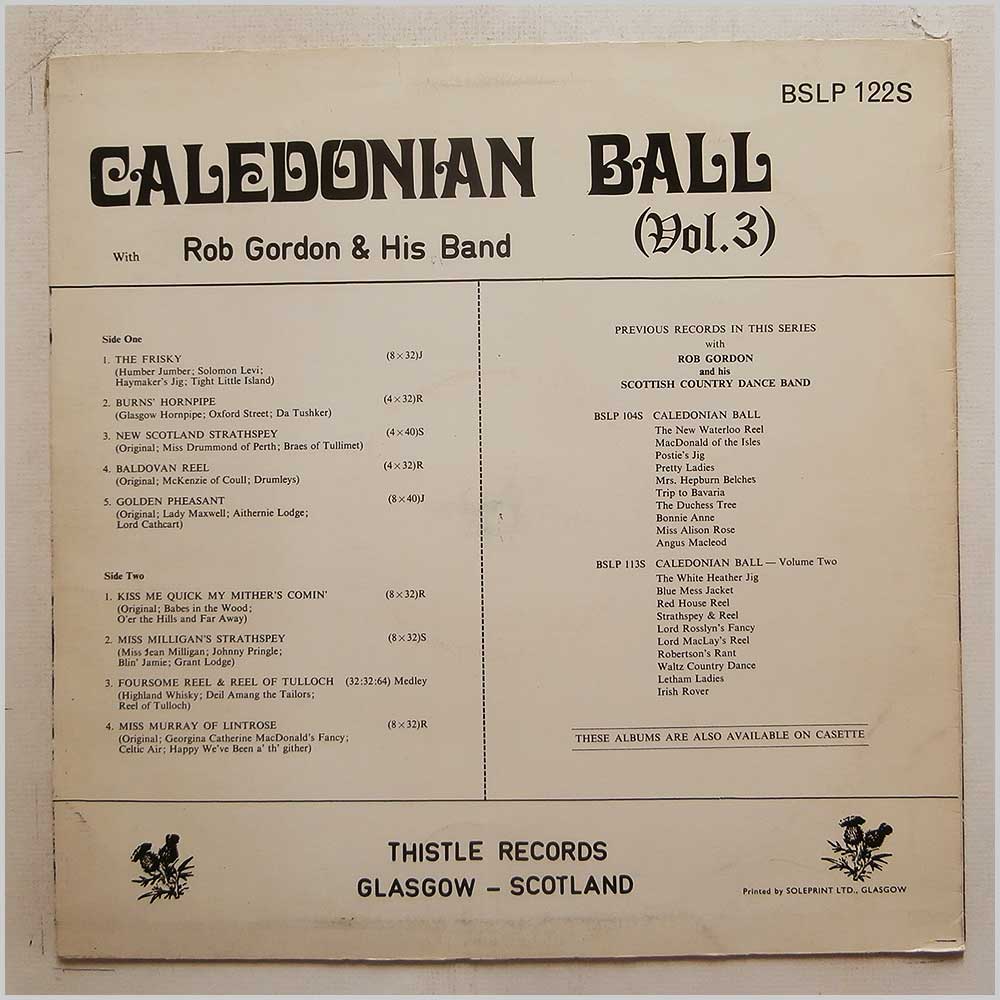 BSLP 122S
CALEDONIAN BALL
(Vol.3)
With Rob Gordon & His Band
Side One
1. THE FRISKY (8×32)J
(Humber Jumber; Solomon Levi;
Haymaker's Jig; Tight Little Island)
2. BURNS' HORNPIPE (4×32)R
(Glasgow Hornpipe; Oxford Street; Da Tushker)
3. NEW SCOTLAND STRATHSPEY (4×40)S
(Original; Miss Drummond of Perth; Braes of Tullimet)
4. BALDOVAN REEL (4×32)R
(Original; McKenzie of Coull; Drumleys)
5. GOLDEN PHEASANT (8×40)J
(Original; Lady Maxwell; Aithernie Lodge;
Lord Cathcart)
Side Two
1. KISS ME QUICK MY MITHER'S COMIN' (8×32)R
(Original; Babes in the Wood;
O'er the Hills and Far Away)
2. MISS MILLIGAN'S STRATHSPEY (8×32)S
(Miss Jean Milligan; Johnny Pringle;
Blin' Jamie; Grant Lodge)
3. FOURSOME REEL & REEL OF TULLOCH (32:32:64) Medley
(Highland Whisky; Deil Among the Tailors;
Reel of Tulloch)
4. MISS MURRAY OF LINTROSE (8×32)R
(Original; Georgina Catherine MacDonald's Fancy;
Celtic Air; Happy We've Been a' th' gither)
PREVIOUS RECORDS IN THIS SERIES
with
ROB GORDON
and his
SCOTTISH COUNTRY DANCE BAND
BSLP 104S CALEDONIAN BALL
The New Waterloo Reel
MacDonald of the Isles
Postie's Jig
Pretty Ladies
Mrs. Hepburn Belches
Trip to Bavaria
The Duchess Tree
Bonnie Anne
Miss Alison Rose
Angus Macleod
BSLP 113S CALEDONIAN BALL — Volume Two
The White Heather Jig
Blue Mess Jacket
Red House Reel
Strathspey & Reel
Lord Rosslyn's Fancy
Lord MacLay's Reel
Robertson's Rant
Waltz Country Dance
Letham Ladies
Irish Rover
THESE ALBUMS ARE ALSO AVAILABLE ON CASETTE
THISTLE RECORDS
GLASGOW – SCOTLAND
Printed by SOLEPRINT LTD., GLASGOW